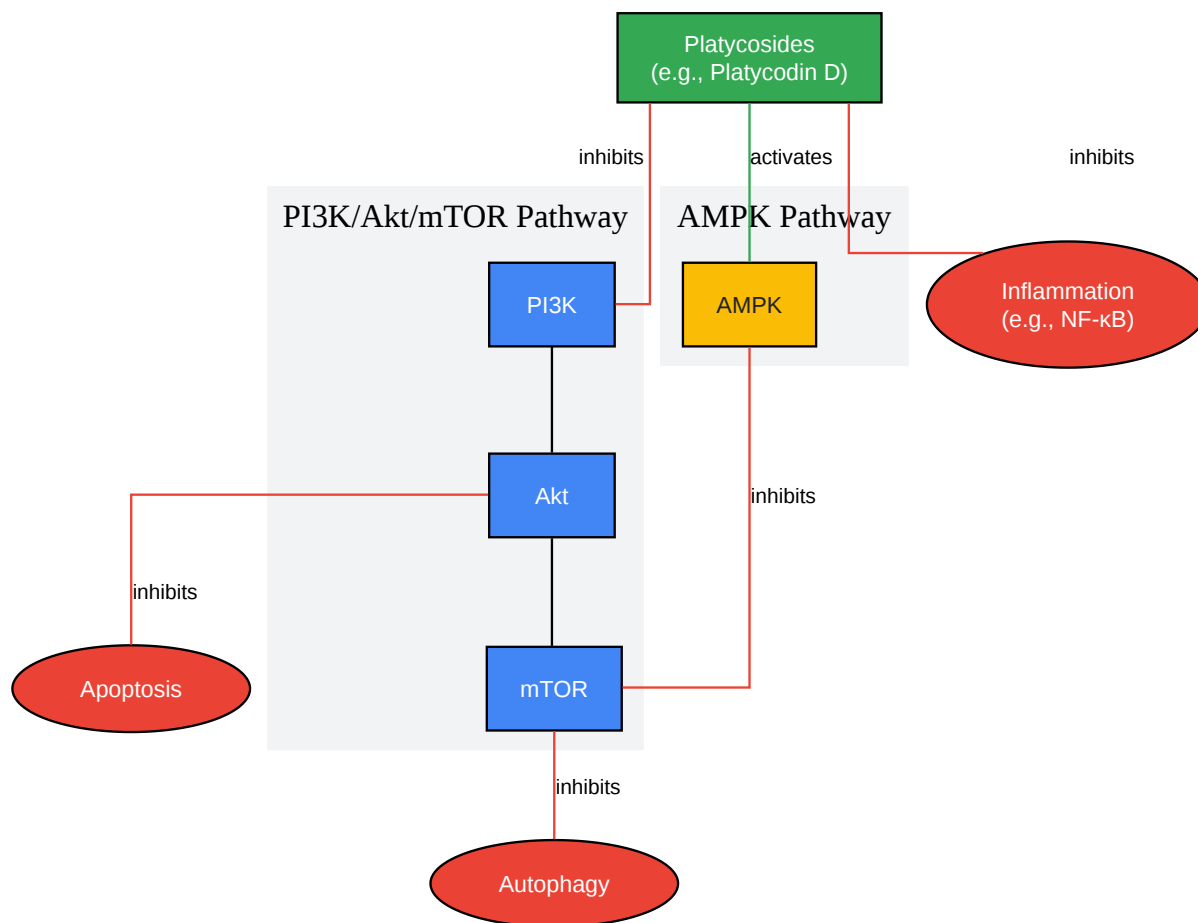 Platycosides
(e.g., Platycodin D)
inhibits
activates
inhibits
PI3K/Akt/mTOR Pathway
AMPK Pathway
PI3K
AMPK
Inflammation
(e.g., NF-κB)
Akt
inhibits
inhibits
Apoptosis
mTOR
inhibits
Autophagy